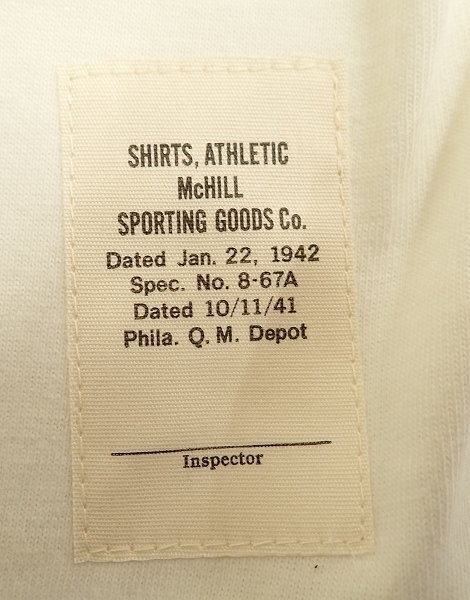 SHIRTS, ATHLETIC
McHILL
SPORTING GOODS Co.
Dated Jan. 22, 1942
Spec. No. 8-67A
Dated 10/11/41
Phila. Q. M. Depot
Inspector